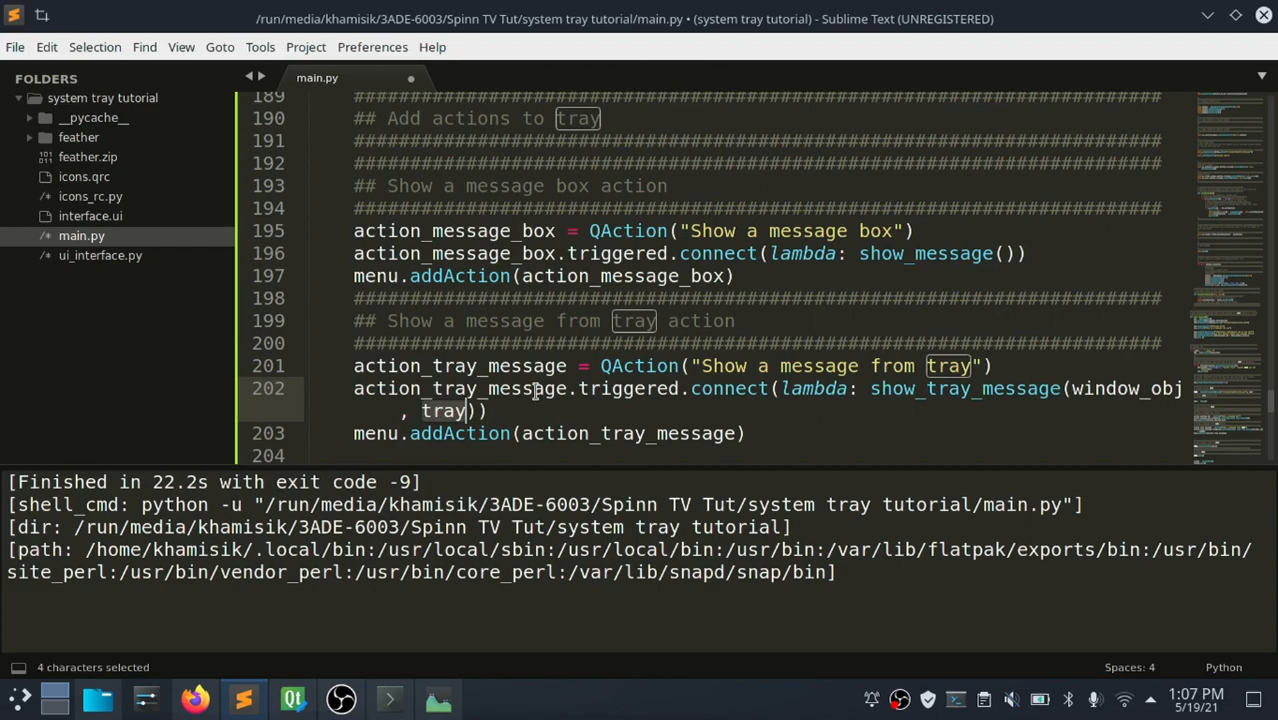 /run/media/khamisik/3ADE-6003/Spinn TV Tut/system tray tutorial/main.py • (system tray tutorial) - Sublime Text (UNREGISTERED)
File Edit Selection Find View Goto Tools Project Preferences Help
FOLDERS
system tray tutorial
__pycache__
feather
feather.zip
icons.qrc
icons_rc.py
interface.ui
main.py
ui_interface.py
main.py
189 ########################################################################
190 ## Add actions to tray
191 ########################################################################
192 ########################################################################
193 ## Show a message box action
194 ########################################################################
195 action_message_box = QAction("Show a message box")
196 action_message_box.triggered.connect(lambda: show_message())
197 menu.addAction(action_message_box)
198 ########################################################################
199 ## Show a message from tray action
200 ########################################################################
201 action_tray_message = QAction("Show a message from tray")
202 action_tray_message.triggered.connect(lambda: show_tray_message(window_obj
, tray))
203 menu.addAction(action_tray_message)
204
[Finished in 22.2s with exit code -9]
[shell_cmd: python -u "/run/media/khamisik/3ADE-6003/Spinn TV Tut/system tray tutorial/main.py"]
[dir: /run/media/khamisik/3ADE-6003/Spinn TV Tut/system tray tutorial]
[path: /home/khamisik/.local/bin:/usr/local/sbin:/usr/local/bin:/usr/bin:/var/lib/flatpak/exports/bin:/usr/bin/
site_perl:/usr/bin/vendor_perl:/usr/bin/core_perl:/var/lib/snapd/snap/bin]
4 characters selected
Spaces: 4
Python
1:07 PM
5/19/21